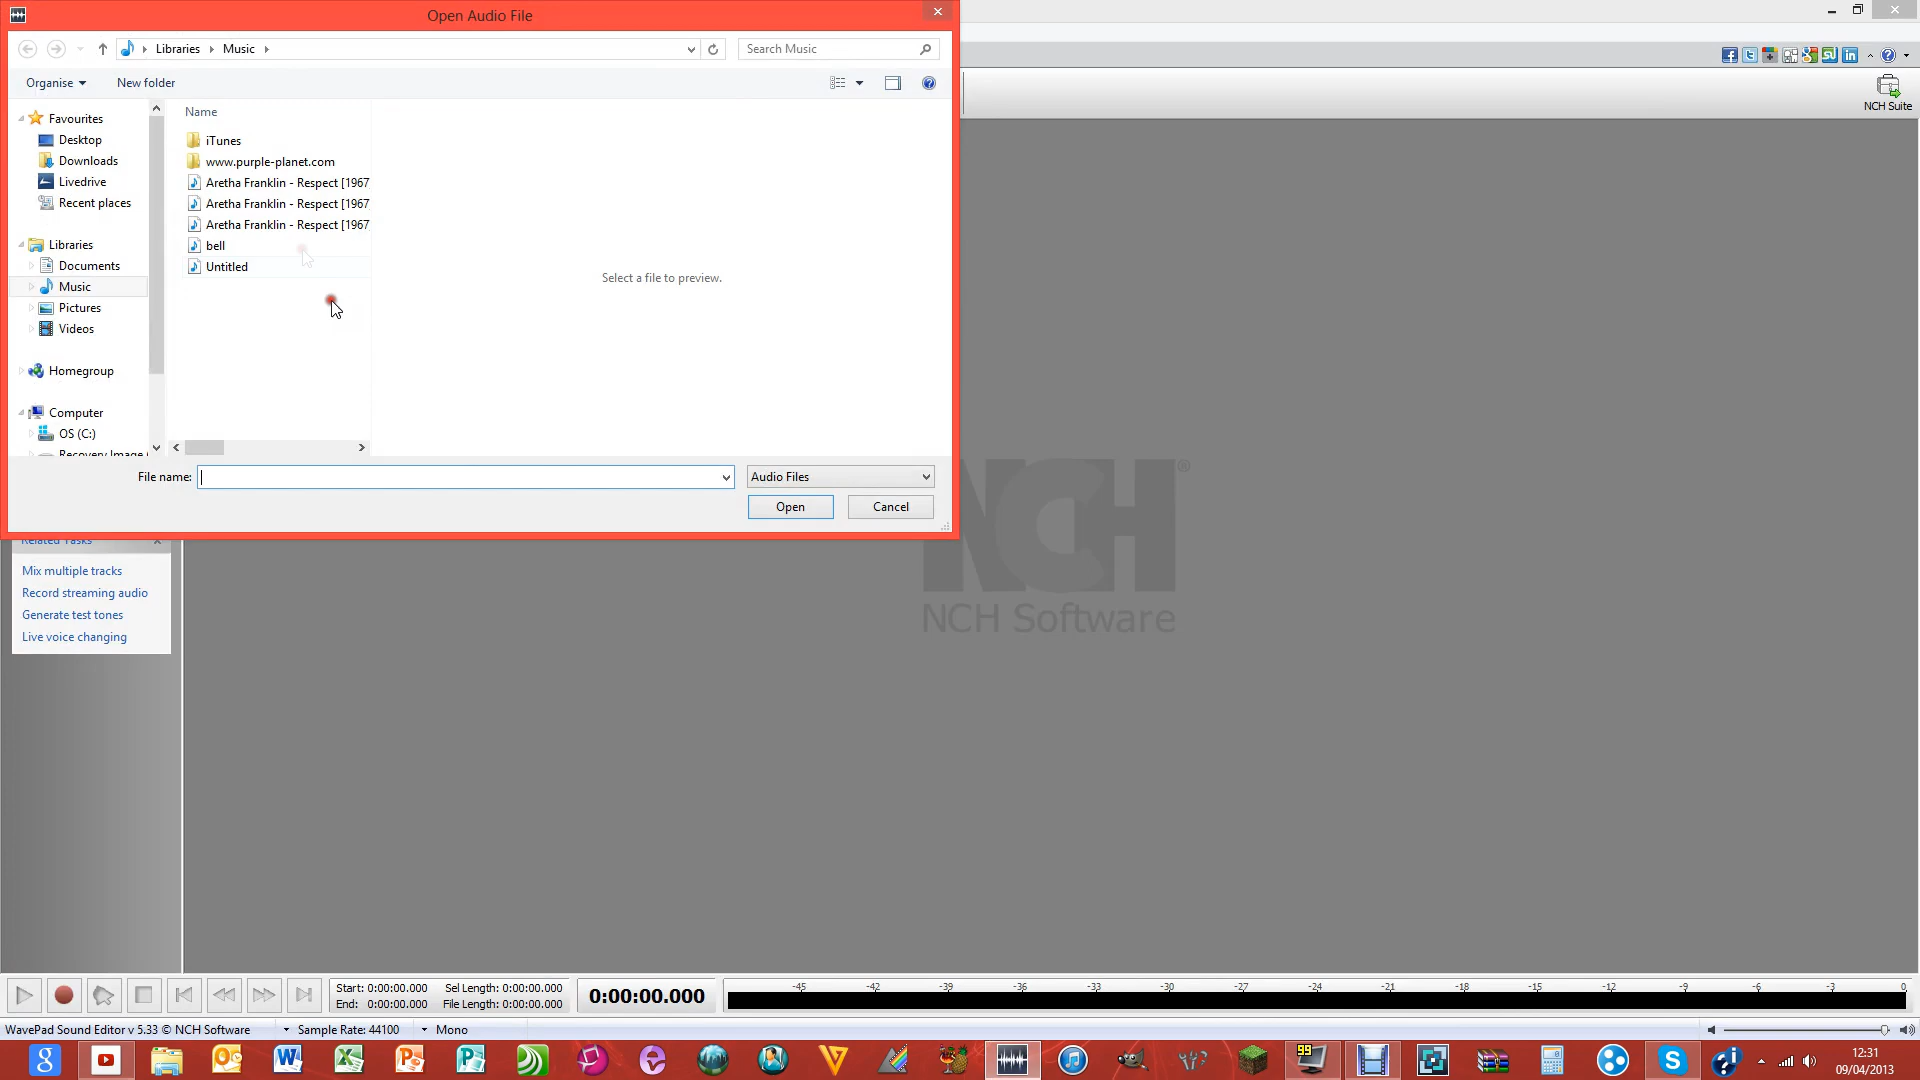 Open Audio File
Libraries Music
Search Music
Organise
New folder
NCH Suite
Name
Favourites
Desktop
Downloads
Livedrive
Recent places
Libraries
Documents
Music
Pictures
Videos
Homegroup
Computer
OS (C:)
Recovery Image (
iTunes
www.purple-planet.com
Aretha Franklin - Respect [1967
Aretha Franklin - Respect [1967
Aretha Franklin - Respect [1967
bell
Untitled
Select a file to preview.
File name:
Audio Files
Open
Cancel
Related Tasks
Mix multiple tracks
Record streaming audio
Generate test tones
Live voice changing
NCH®
NCH Software
Start: 0:00:00.000 Sel Length: 0:00:00.000
End: 0:00:00.000 File Length: 0:00:00.000
0:00:00.000
-45 -42 -39 -36 -33 -30 -27 -24 -21 -18 -15 -12 -9 -6 -3 0
WavePad Sound Editor v 5.33 © NCH Software
Sample Rate: 44100
Mono
99
12:31
09/04/2013